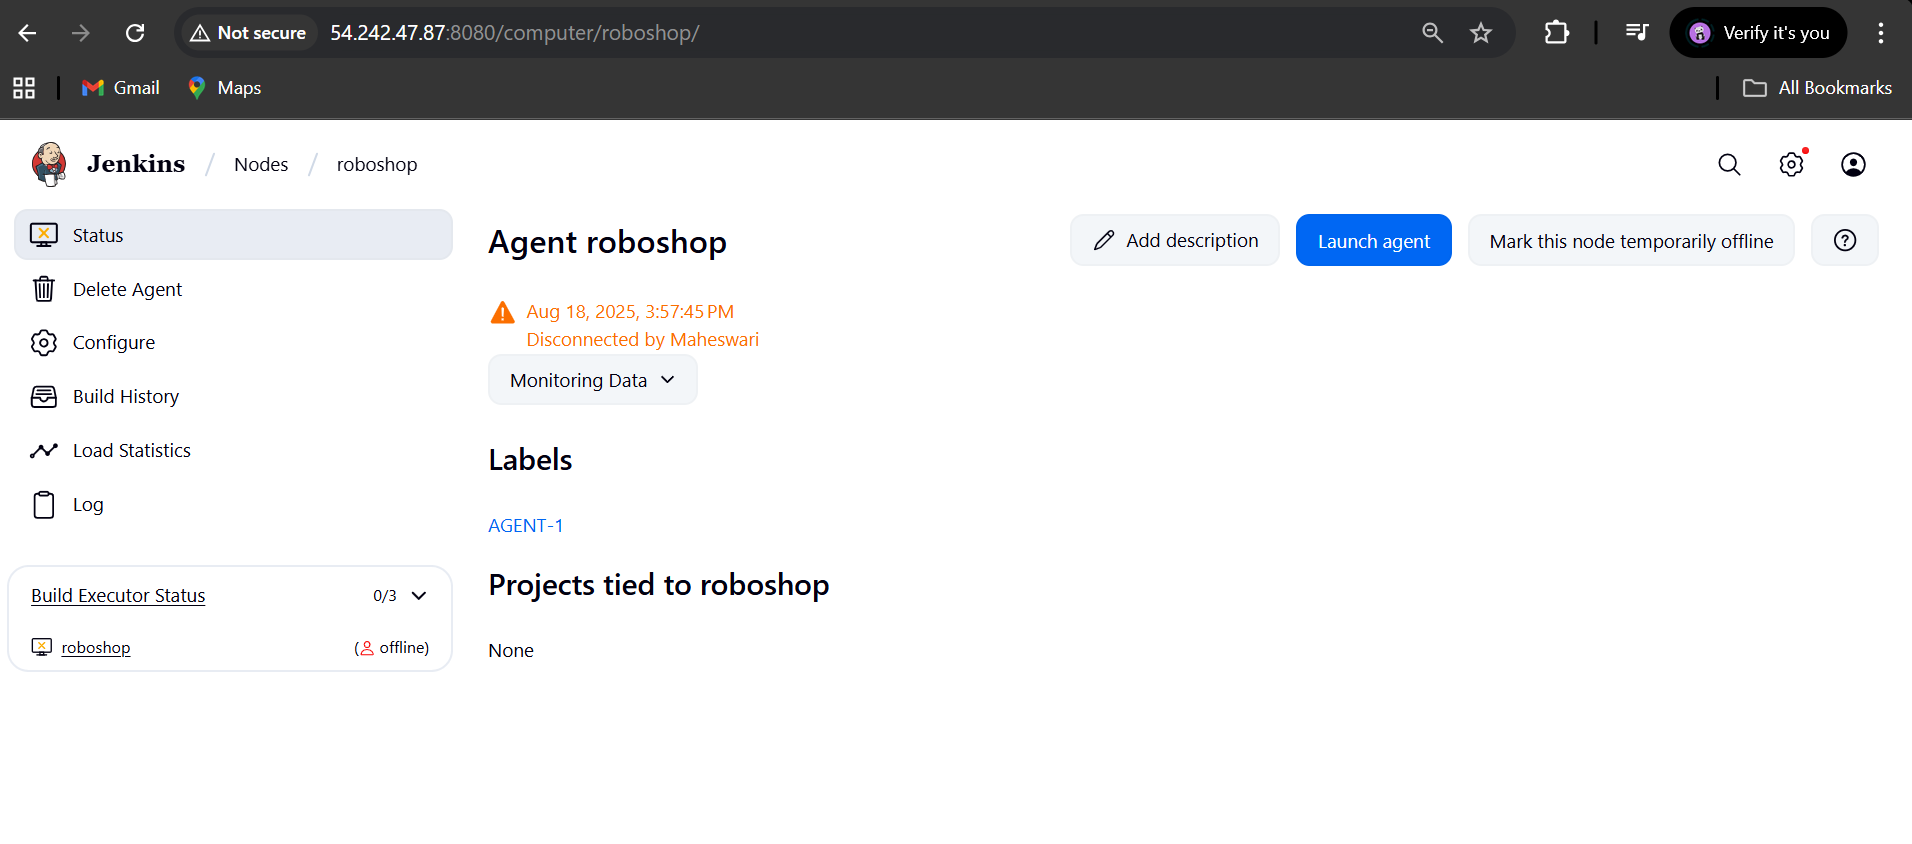 Not secure 54.242.47.87:8080/computer/roboshop/ Verify it's you
Gmail Maps All Bookmarks
Jenkins / Nodes / roboshop
Status
Delete Agent
Configure
Build History
Load Statistics
Log
Build Executor Status 0/3
roboshop ( offline)
Agent roboshop
Add description
Launch agent
Mark this node temporarily offline
Aug 18, 2025, 3:57:45 PM
Disconnected by Maheswari
Monitoring Data
Labels
AGENT-1
Projects tied to roboshop
None